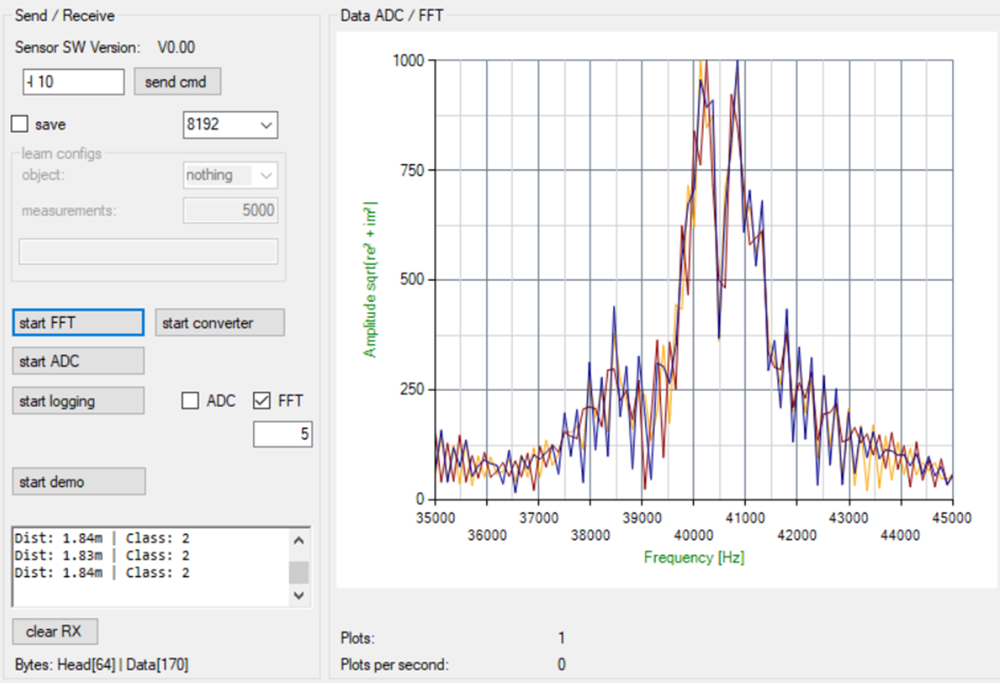 Send / Receive
Sensor SW Version: V0.00
-l 10
send cmd
save
8192
learn configs
object:
nothing
measurements:
5000
start FFT
start converter
start ADC
start logging
ADC
FFT
5
start demo
Dist: 1.84m | Class: 2
Dist: 1.83m | Class: 2
Dist: 1.84m | Class: 2
clear RX
Bytes: Head[64] | Data[170]
Data ADC / FFT
1000
750
500
250
0
Amplitude sqrt(re² + im²)
35000 37000 39000 41000 43000 45000
36000 38000 40000 42000 44000
Frequency [Hz]
Plots: 1
Plots per second: 0